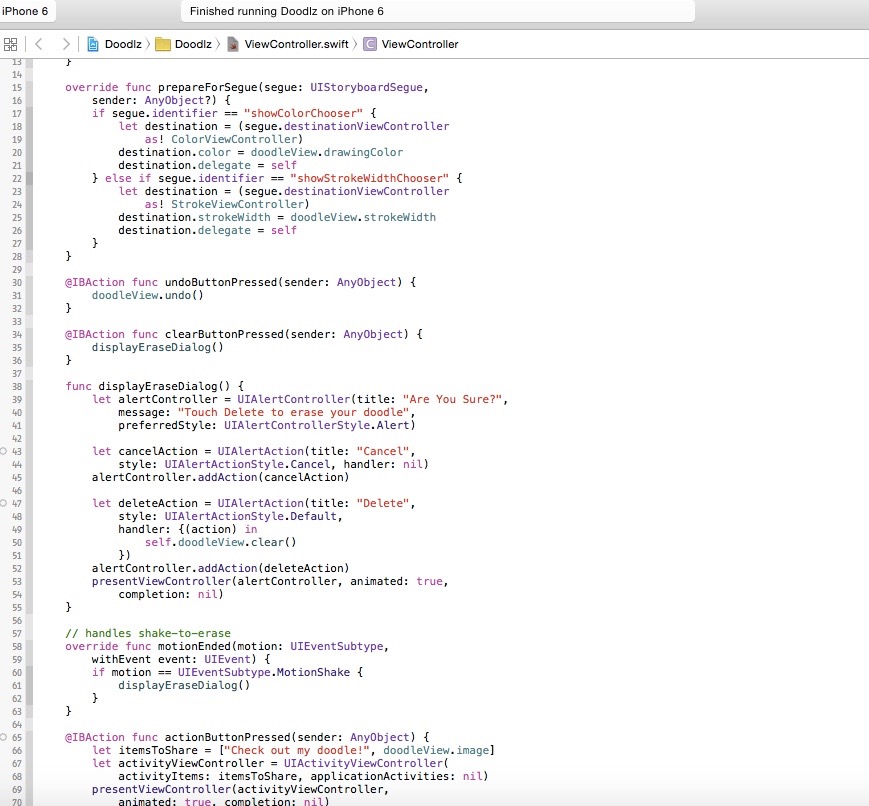 iPhone 6
Finished running Doodlz on iPhone 6
Doodlz
Doodlz
ViewController.swift
C ViewController
13 }
14
15 override func prepareForSegue(segue: UIStoryboardSegue,
16 sender: AnyObject?) {
17 if segue.identifier == "showColorChooser" {
18 let destination = (segue.destinationViewController
19 as! ColorViewController)
20 destination.color = doodleView.drawingColor
21 destination.delegate = self
22 } else if segue.identifier == "showStrokeWidthChooser" {
23 let destination = (segue.destinationViewController
24 as! StrokeViewController)
25 destination.strokeWidth = doodleView.strokeWidth
26 destination.delegate = self
27 }
28 }
29
30 @IBAction func undoButtonPressed(sender: AnyObject) {
31 doodleView.undo()
32 }
33
34 @IBAction func clearButtonPressed(sender: AnyObject) {
35 displayEraseDialog()
36 }
37
38 func displayEraseDialog() {
39 let alertController = UIAlertController(title: "Are You Sure?",
40 message: "Touch Delete to erase your doodle",
41 preferredStyle: UIAlertControllerStyle.Alert)
42
43 let cancelAction = UIAlertAction(title: "Cancel",
44 style: UIAlertActionStyle.Cancel, handler: nil)
45 alertController.addAction(cancelAction)
46
47 let deleteAction = UIAlertAction(title: "Delete",
48 style: UIAlertActionStyle.Default,
49 handler: {(action) in
50 self.doodleView.clear()
51 })
52 alertController.addAction(deleteAction)
53 presentViewController(alertController, animated: true,
54 completion: nil)
55 }
56
57 // handles shake-to-erase
58 override func motionEnded(motion: UIEventSubtype,
59 withEvent event: UIEvent) {
60 if motion == UIEventSubtype.MotionShake {
61 displayEraseDialog()
62 }
63 }
64
65 @IBAction func actionButtonPressed(sender: AnyObject) {
66 let itemsToShare = ["Check out my doodle!", doodleView.image]
67 let activityViewController = UIActivityViewController(
68 activityItems: itemsToShare, applicationActivities: nil)
69 presentViewController(activityViewController,
70 animated: true, completion: nil)